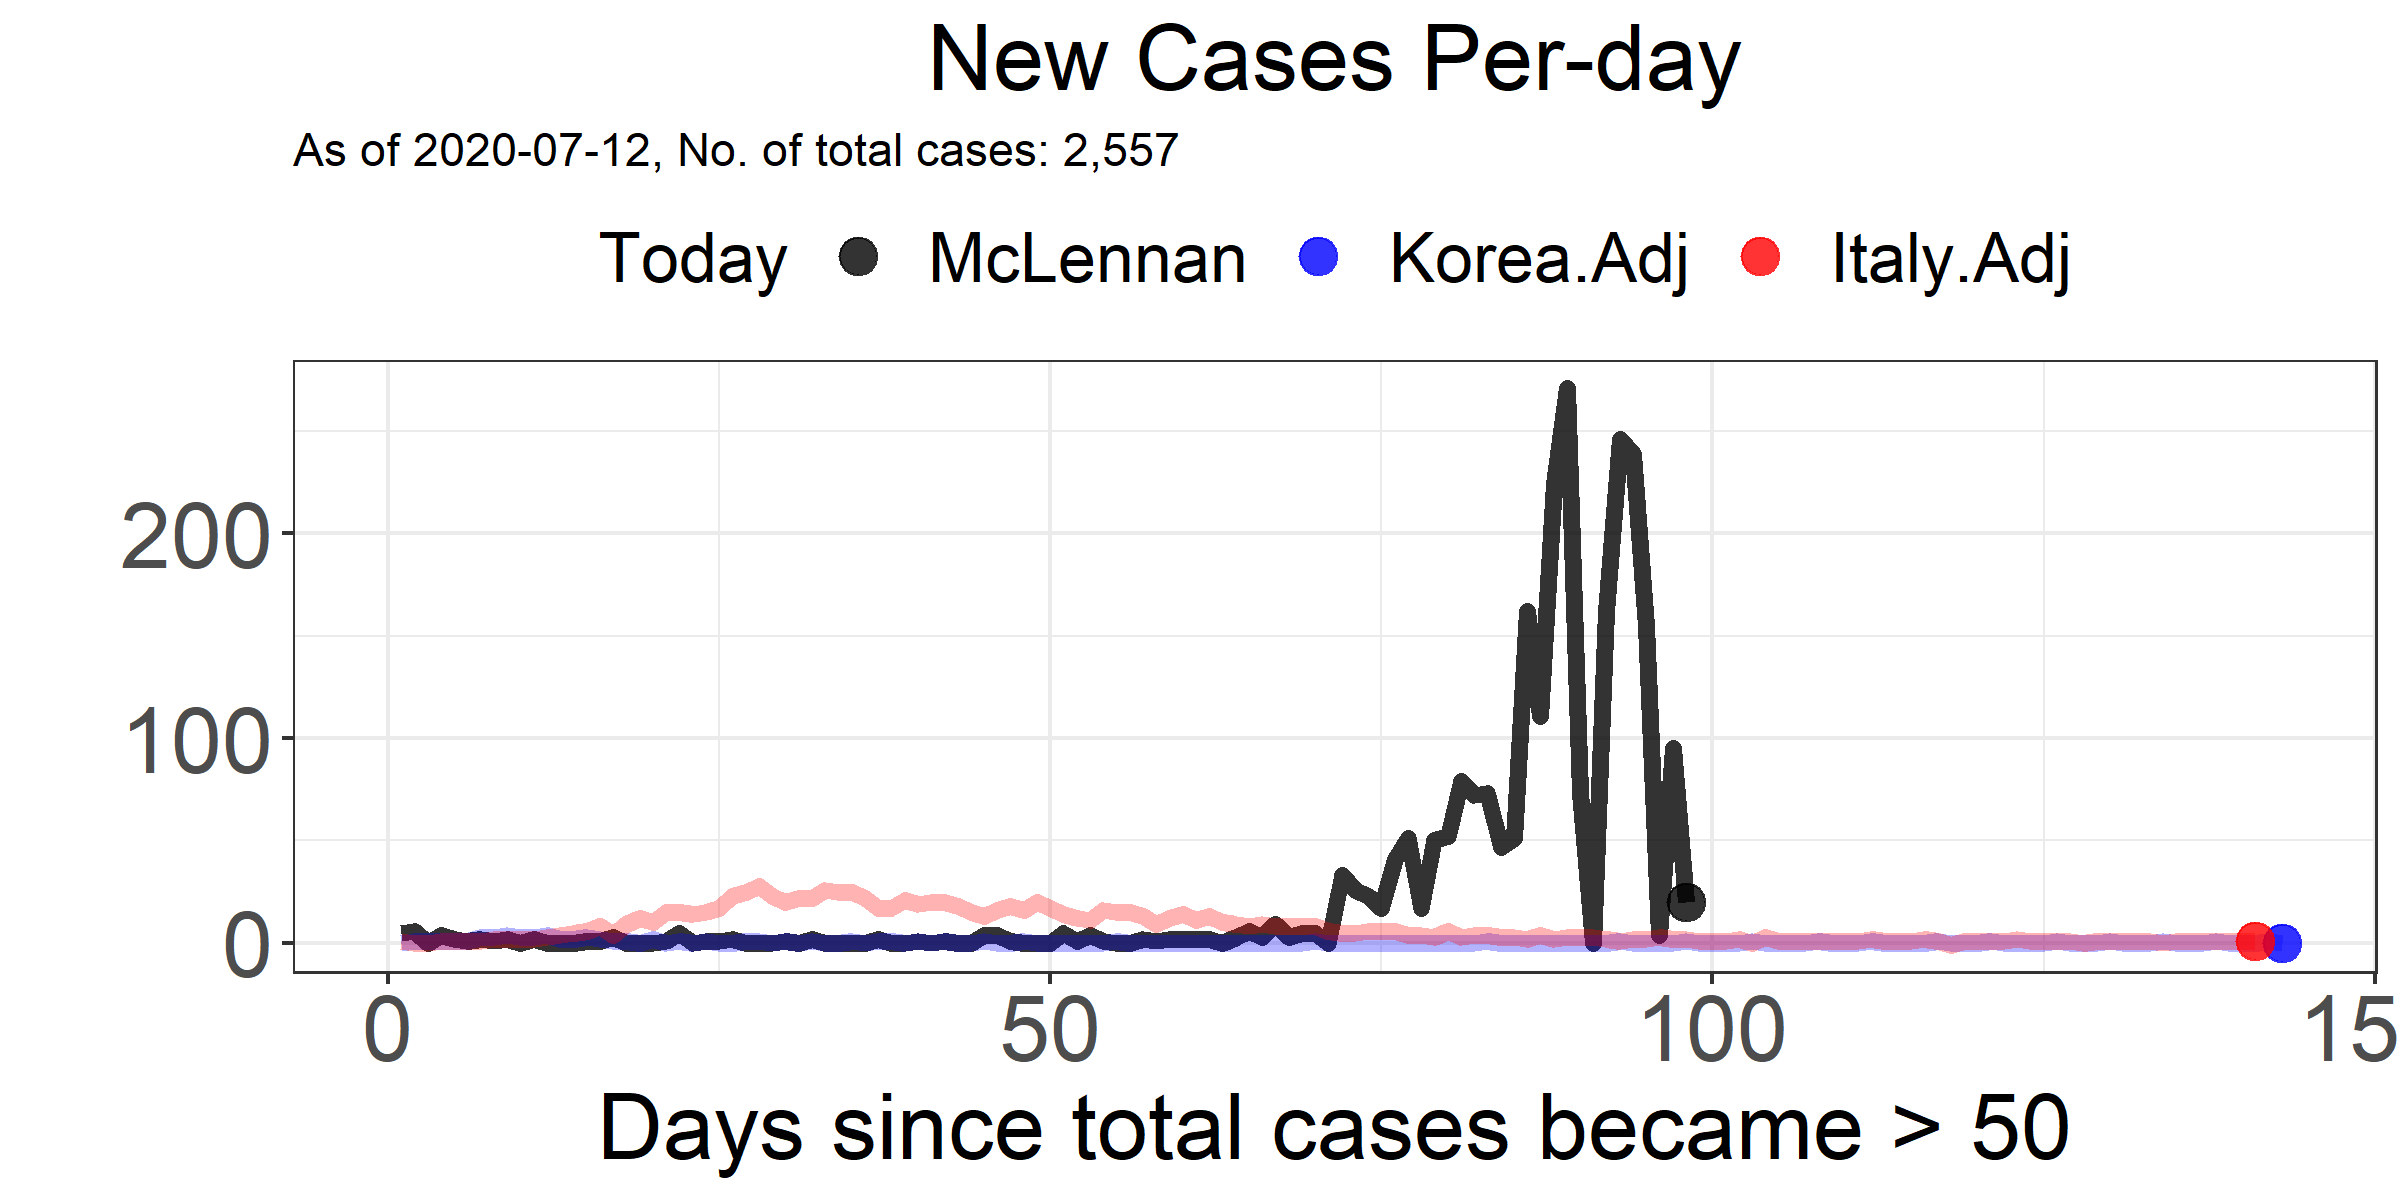 New Cases Per-day
As of 2020-07-12, No. of total cases: 2,557
Today McLennan Korea.Adj Italy.Adj
200
100
0
0 50 100 15
Days since total cases became > 50